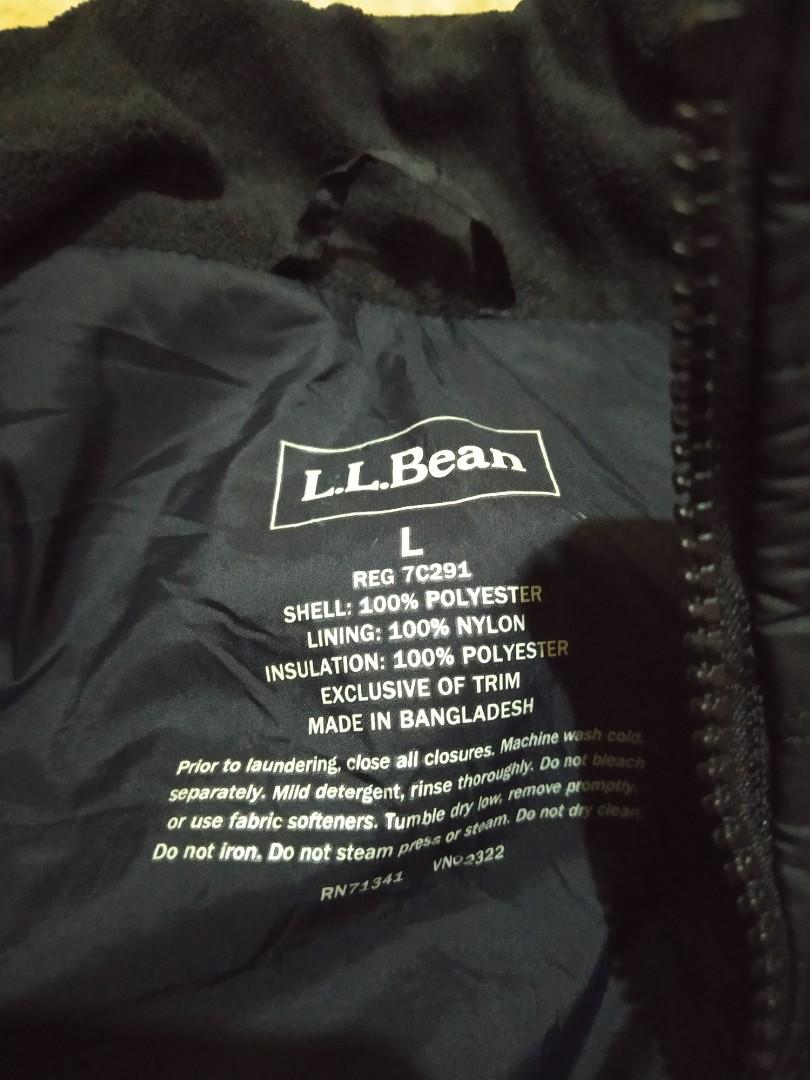 L.L.Bean
L
REG 7C291
SHELL: 100% POLYESTER
LINING: 100% NYLON
INSULATION: 100% POLYESTER
EXCLUSIVE OF TRIM
MADE IN BANGLADESH
Prior to laundering, close all closures. Machine wash cold,
separately. Mild detergent, rinse thoroughly. Do not bleach
or use fabric softeners. Tumble dry low, remove promptly.
Do not iron. Do not steam press or steam. Do not dry clean.
RN71341 VN02322